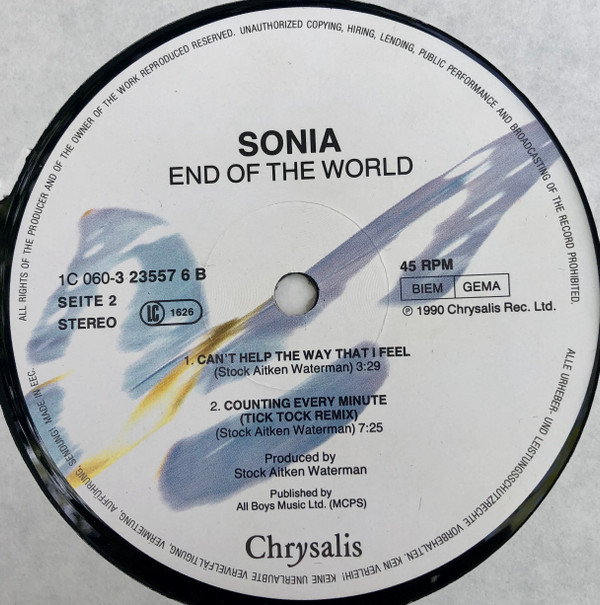 ALL RIGHTS OF THE PRODUCER AND OF THE OWNER OF THE WORK REPRODUCED RESERVED. UNAUTHORIZED COPYING, HIRING, LENDING, PUBLIC PERFORMANCE AND BROADCASTING OF THE RECORD PROHIBITED.
SONIA
END OF THE WORLD
1C 060-3 23557 6 B
SEITE 2
STEREO
LC 1626
45 RPM
BIEM GEMA
℗ 1990 Chrysalis Rec. Ltd.
1. CAN'T HELP THE WAY THAT I FEEL
(Stock Aitken Waterman) 3:29
2. COUNTING EVERY MINUTE
(TICK TOCK REMIX)
(Stock Aitken Waterman) 7:25
Produced by
Stock Aitken Waterman
Published by
All Boys Music Ltd. (MCPS)
Chrysalis
ALLE URHEBER- UND LEISTUNGSSCHUTZRECHTE VORBEHALTEN. KEIN VERLEIH! KEINE UNERLAUBTE VERVIELFÄLTIGUNG, VERMIETUNG, AUFFÜHRUNG, SENDUNG! MADE IN EEC.